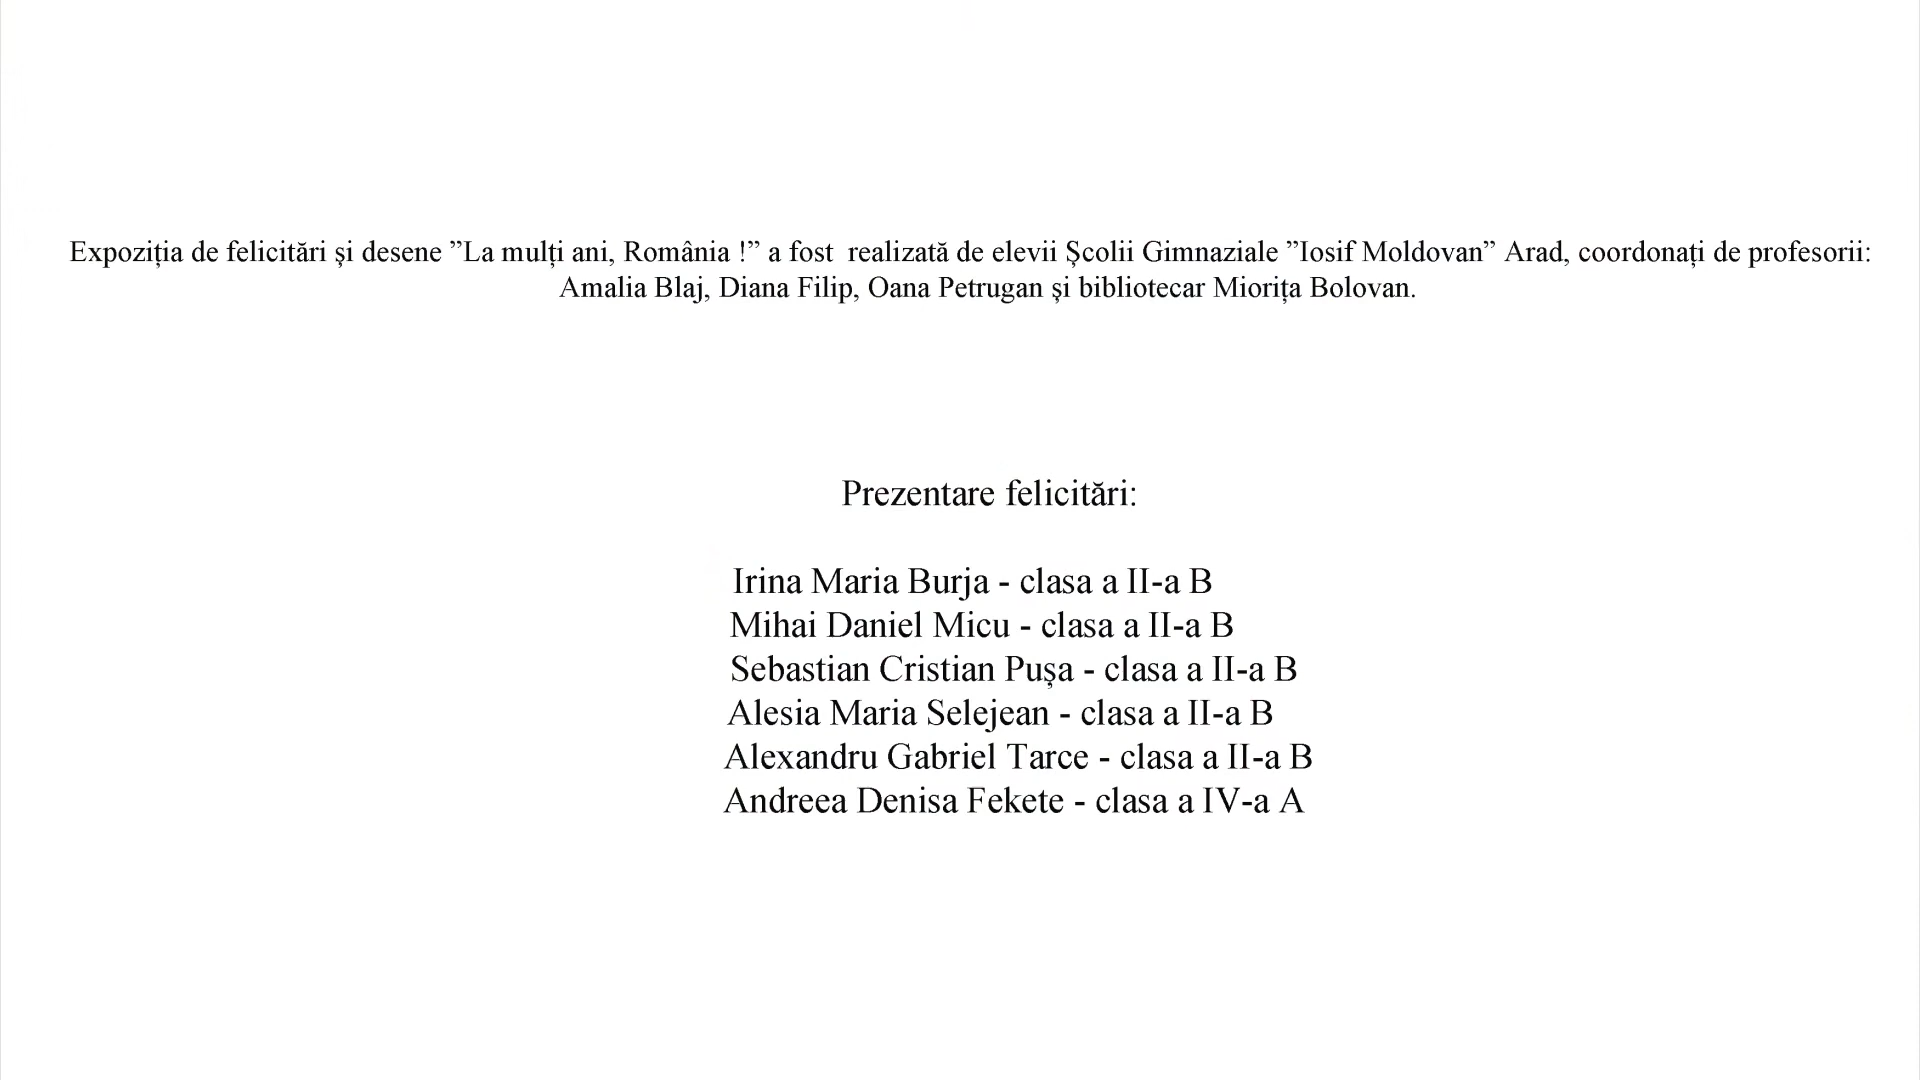 Expoziția de felicitări și desene ”La mulți ani, România !” a fost  realizată de elevii Școlii Gimnaziale ”Iosif Moldovan” Arad, coordonați de profesorii:
Amalia Blaj, Diana Filip, Oana Petrugan și bibliotecar Miorița Bolovan.
Prezentare felicitări:
Irina Maria Burja - clasa a II-a B
Mihai Daniel Micu - clasa a II-a B
Sebastian Cristian Pușa - clasa a II-a B
Alesia Maria Selejean - clasa a II-a B
Alexandru Gabriel Tarce - clasa a II-a B
Andreea Denisa Fekete - clasa a IV-a A